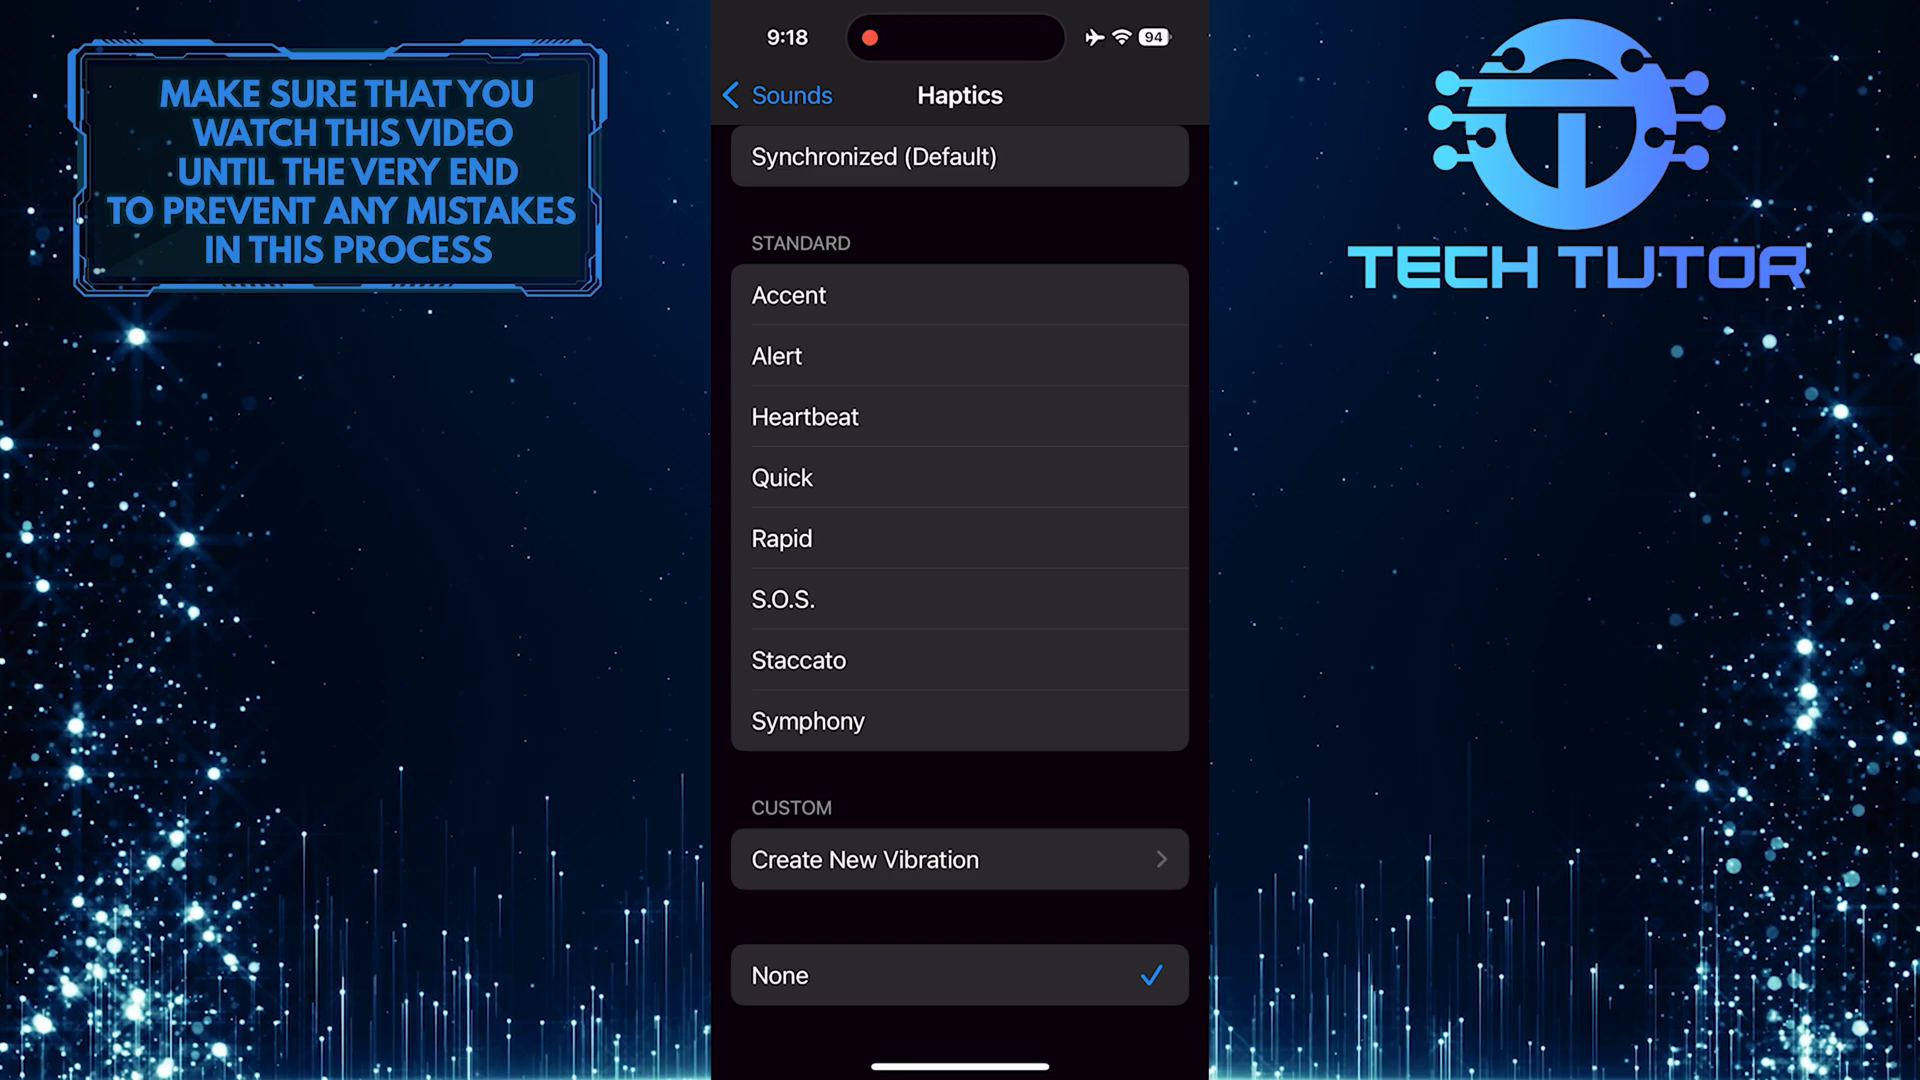 MAKE SURE THAT YOU
WATCH THIS VIDEO
UNTIL THE VERY END
TO PREVENT ANY MISTAKES
IN THIS PROCESS
9:18
94
Sounds
Haptics
Synchronized (Default)
STANDARD
Accent
Alert
Heartbeat
Quick
Rapid
S.O.S.
Staccato
Symphony
CUSTOM
Create New Vibration
None
TECH TUTOR